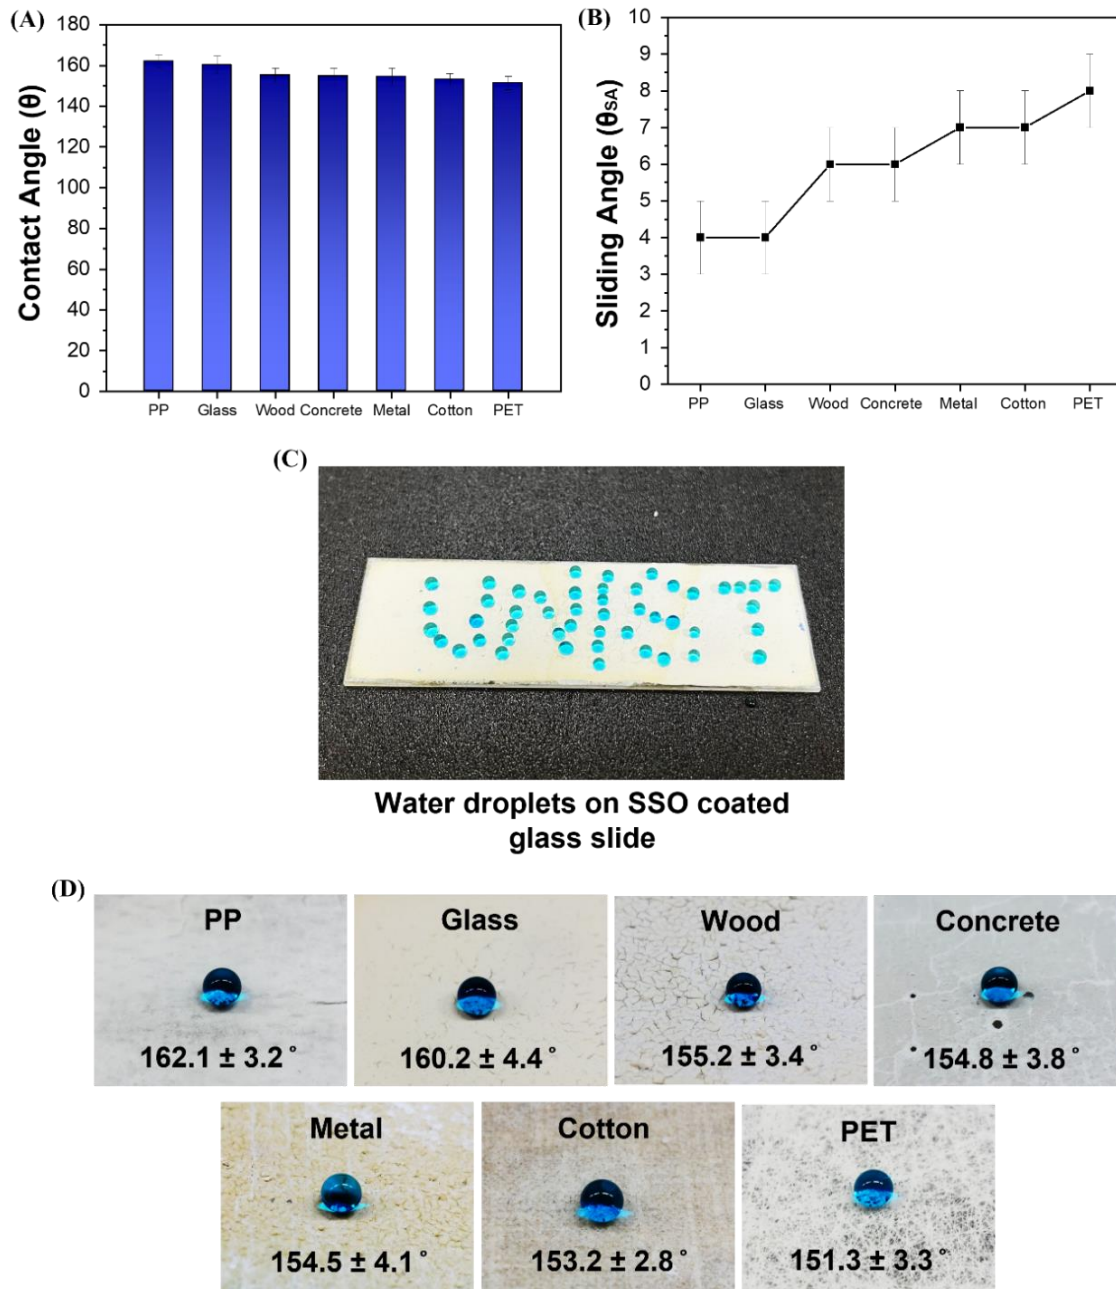 (A)
Contact Angle (θ)
180
160
140
120
100
80
60
40
20
0
PP Glass Wood Concrete Metal Cotton PET
(B)
Sliding Angle (θSA)
10
9
8
7
6
5
4
3
2
1
0
PP Glass Wood Concrete Metal Cotton PET
(C)
UNIST
Water droplets on SSO coated
glass slide
(D)
PP
162.1 ± 3.2 °
Glass
160.2 ± 4.4 °
Wood
155.2 ± 3.4 °
Concrete
154.8 ± 3.8 °
Metal
154.5 ± 4.1 °
Cotton
153.2 ± 2.8 °
PET
151.3 ± 3.3 °